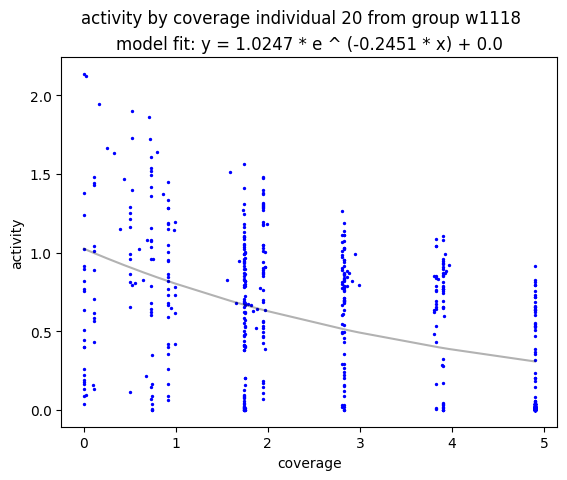 activity by coverage individual 20 from group w1118
model fit: y = 1.0247 * e ^ (-0.2451 * x) + 0.0
2.0
1.5
1.0
0.5
0.0
activity
0 1 2 3 4 5
coverage